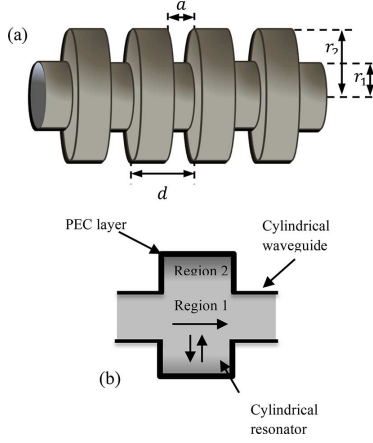 (a)
a
r₂
r₁
d
PEC layer
Cylindrical
waveguide
Region 2
Region 1
(b)
Cylindrical
resonator